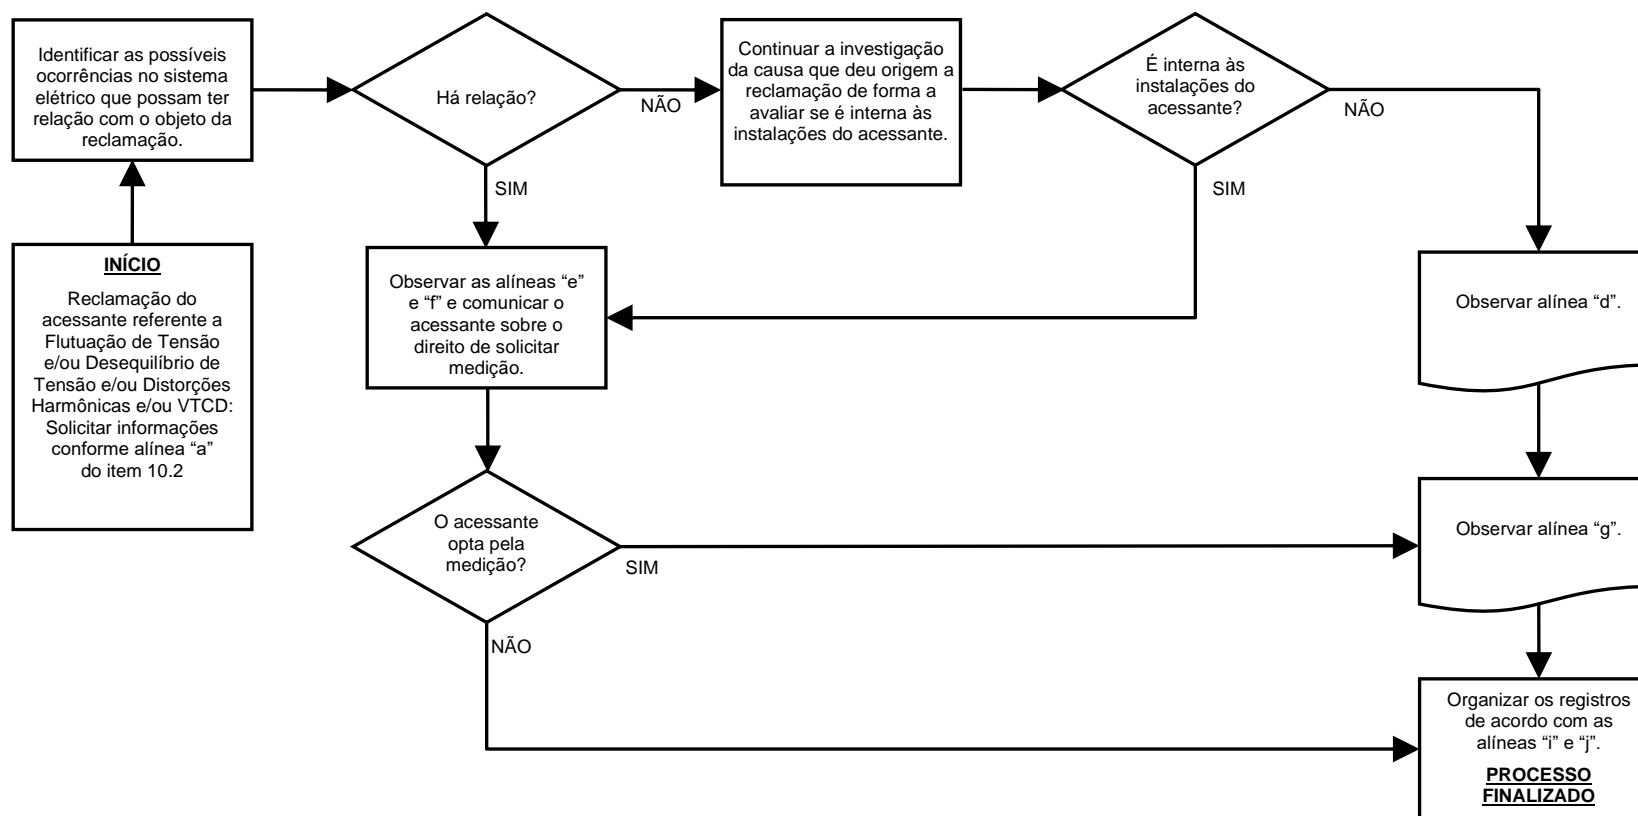 Identificar as possíveis
ocorrências no sistema
elétrico que possam ter
relação com o objeto da
reclamação.
Há relação?
NÃO
SIM
Continuar a investigação
da causa que deu origem a
reclamação de forma a
avaliar se é interna às
instalações do acessante.
É interna às
instalações do
acessante?
NÃO
SIM
INÍCIO
Reclamação do
acessante referente a
Flutuação de Tensão
e/ou Desequilíbrio de
Tensão e/ou Distorções
Harmônicas e/ou VTCD:
Solicitar informações
conforme alínea “a”
do item 10.2
Observar as alíneas “e”
e “f” e comunicar o
acessante sobre o
direito de solicitar
medição.
Observar alínea “d”.
O acessante
opta pela
medição?
SIM
NÃO
Observar alínea “g”.
Organizar os registros
de acordo com as
alíneas “i” e “j”.
PROCESSO
FINALIZADO